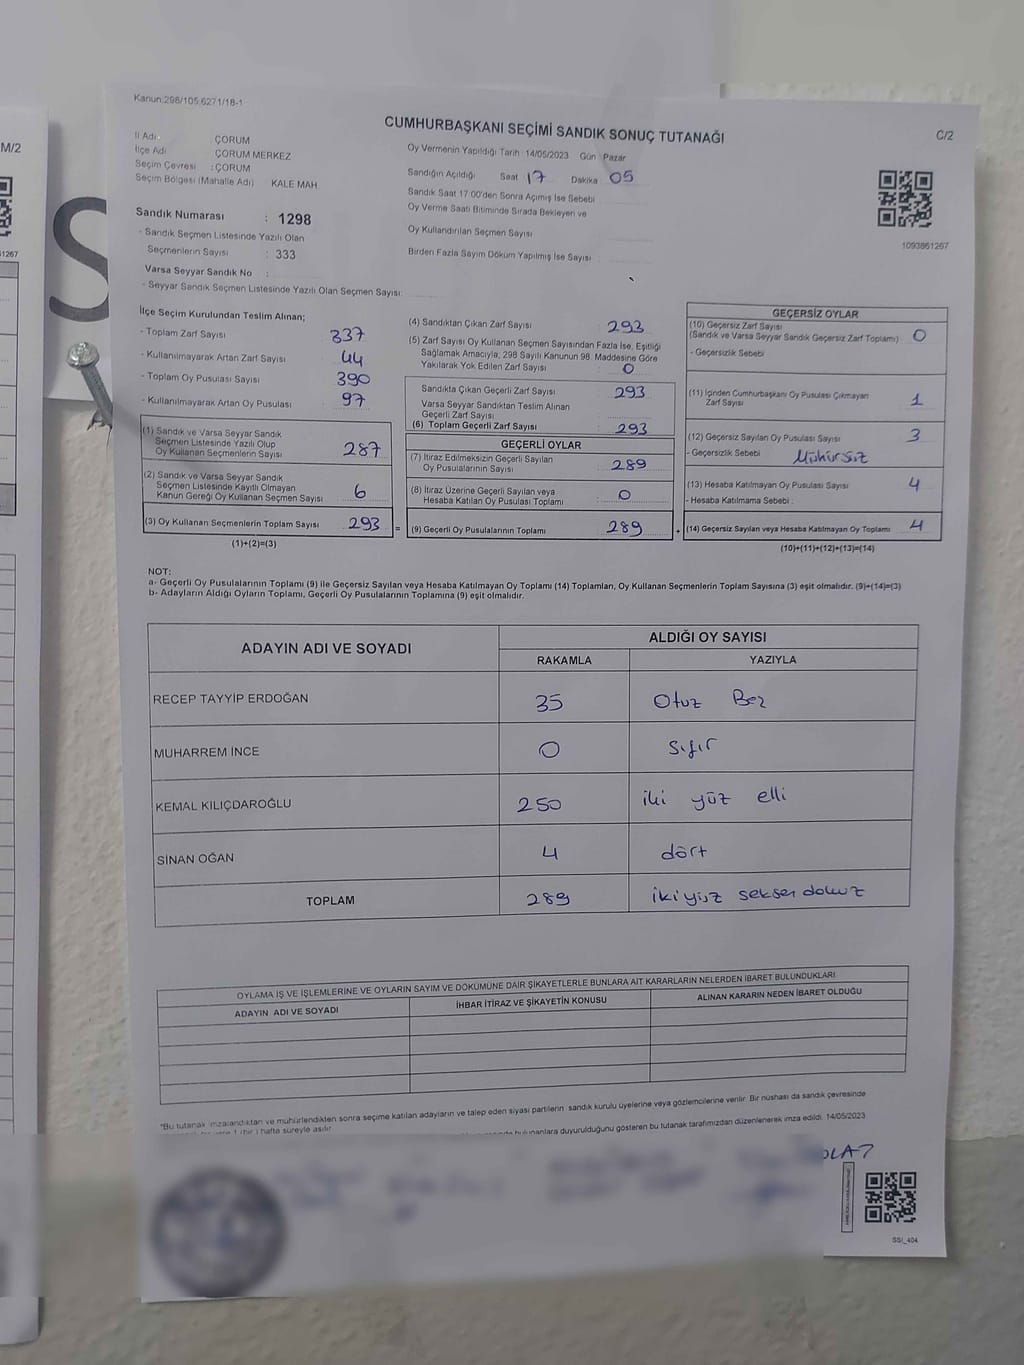 M/2
1267
S
Kanun:298/105,6271/18-1
CUMHURBAŞKANI SEÇİMİ SANDIK SONUÇ TUTANAĞI
C/2
İl Adı : ÇORUM
İlçe Adı : ÇORUM MERKEZ
Seçim Çevresi : ÇORUM
Seçim Bölgesi (Mahalle Adı) KALE MAH.
Sandık Numarası : 1298
- Sandık Seçmen Listesinde Yazılı Olan
Seçmenlerin Sayısı : 333
Varsa Seyyar Sandık No :
- Seyyar Sandık Seçmen Listesinde Yazılı Olan Seçmen Sayısı:
Oy Vermenin Yapıldığı Tarih : 14/05/2023 Gün : Pazar
Sandığın Açıldığı Saat 17 Dakika 05
Sandık Saat 17.00'den Sonra Açılmış İse Sebebi
Oy Verme Saati Bitiminde Sırada Bekleyen ve
Oy Kullandırılan Seçmen Sayısı
Birden Fazla Sayım Döküm Yapılmış İse Sayısı :
1093861267
İlçe Seçim Kurulundan Teslim Alınan;
- Toplam Zarf Sayısı 337
- Kullanılmayarak Artan Zarf Sayısı : 44
- Toplam Oy Pusulası Sayısı 390
- Kullanılmayarak Artan Oy Pusulası : 97
(1) Sandık ve Varsa Seyyar Sandık
Seçmen Listesinde Yazılı Olup
Oy Kullanan Seçmenlerin Sayısı : 287
(2) Sandık ve Varsa Seyyar Sandık
Seçmen Listesinde Kayıtlı Olmayan
Kanun Gereği Oy Kullanan Seçmen Sayısı : 6
(3) Oy Kullanan Seçmenlerin Toplam Sayısı : 293
(1)+(2)=(3)
=
(4) Sandıktan Çıkan Zarf Sayısı : 293
(5) Zarf Sayısı Oy Kullanan Seçmen Sayısından Fazla İse, Eşitliği
Sağlamak Amacıyla, 298 Sayılı Kanunun 98. Maddesine Göre
Yakılarak Yok Edilen Zarf Sayısı : 0
Sandıkta Çıkan Geçerli Zarf Sayısı : 293
Varsa Seyyar Sandıktan Teslim Alınan
Geçerli Zarf Sayısı :
(6) Toplam Geçerli Zarf Sayısı : 293
GEÇERLİ OYLAR
(7) İtiraz Edilmeksizin Geçerli Sayılan
Oy Pusulalarının Sayısı : 289
(8) İtiraz Üzerine Geçerli Sayılan veya
Hesaba Katılan Oy Pusulası Toplamı : 0
(9) Geçerli Oy Pusulalarının Toplamı : 289
+
GEÇERSİZ OYLAR
(10) Geçersiz Zarf Sayısı
(Sandık ve Varsa Seyyar Sandık Geçersiz Zarf Toplamı) : 0
- Geçersizlik Sebebi
(11) İçinden Cumhurbaşkanı Oy Pusulası Çıkmayan
Zarf Sayısı : 1
(12) Geçersiz Sayılan Oy Pusulası Sayısı : 3
- Geçersizlik Sebebi Mühürsüz
(13) Hesaba Katılmayan Oy Pusulası Sayısı : 4
- Hesaba Katılmama Sebebi :
(14) Geçersiz Sayılan veya Hesaba Katılmayan Oy Toplamı : 4
(10)+(11)+(12)+(13)=(14)
NOT:
a- Geçerli Oy Pusulalarının Toplamı (9) ile Geçersiz Sayılan veya Hesaba Katılmayan Oy Toplamı (14) Toplamları, Oy Kullanan Seçmenlerin Toplam Sayısına (3) eşit olmalıdır. (9)+(14)=(3)
b- Adayların Aldığı Oyların Toplamı, Geçerli Oy Pusulalarının Toplamına (9) eşit olmalıdır.
ADAYIN ADI VE SOYADI
ALDIĞI OY SAYISI
RAKAMLA YAZIYLA
RECEP TAYYİP ERDOĞAN 35 Otuz Beş
MUHARREM İNCE 0 Sıfır
KEMAL KILIÇDAROĞLU 250 iki yüz elli
SİNAN OĞAN 4 dört
TOPLAM 289 iki yüz seksen dokuz
OYLAMA İŞ VE İŞLEMLERİNE VE OYLARIN SAYIM VE DÖKÜMÜNE DAİR ŞİKAYETLERLE BUNLARA AİT KARARLARIN NELERDEN İBARET BULUNDUKLARI
ADAYIN ADI VE SOYADI İHBAR İTİRAZ VE ŞİKAYETİN KONUSU ALINAN KARARIN NEDEN İBARET OLDUĞU
*Bu tutanak imzalandıktan ve mühürlendikten sonra seçime katılan adayların ve talep eden siyasi partilerin sandık kurulu üyelerine veya gözlemcilerine verilir. Bir nüshası da sandık çevresinde
1 (bir) hafta süreyle asılır. bulunanlara duyurulduğunu gösteren bu tutanak tarafımızdan düzenlenerek imza edildi. 14/05/2023
SSI_404